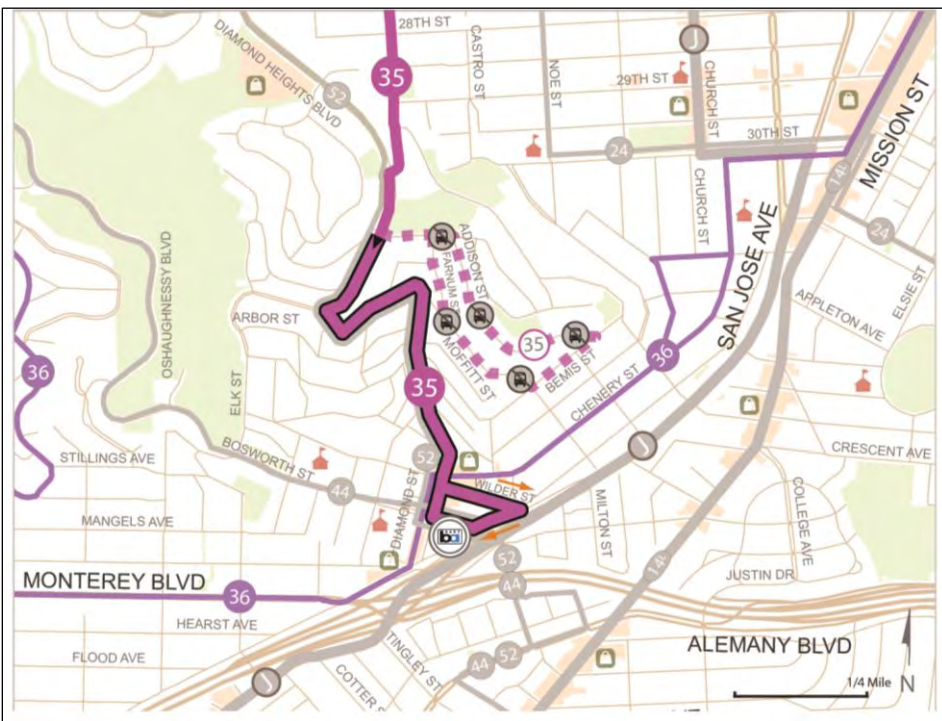 28TH ST
DIAMOND HEIGHTS BLVD
52
35
CASTRO ST
NOE ST
J
29TH ST
CHURCH ST
30TH ST
24
MISSION ST
14L
CHURCH ST
SAN JOSE AVE
24
ELSIE ST
APPLETON AVE
OSHAUGHNESSY BLVD
ADDISON ST
FARNUM ST
ARBOR ST
MOFFITT ST
35
BEMIS ST
36
36
ELK ST
35
CHENERY ST
CRESCENT AVE
STILLINGS AVE
BOSWORTH ST
52
J
44
WILDER ST
MANGELS AVE
DIAMOND ST
MILTON ST
COLLEGE AVE
ba
52
44
14L
JUSTIN DR
MONTEREY BLVD
36
HEARST AVE
FLOOD AVE
TINGLEY ST
44
52
ALEMANY BLVD
J
COTTER S
1/4 Mile
N